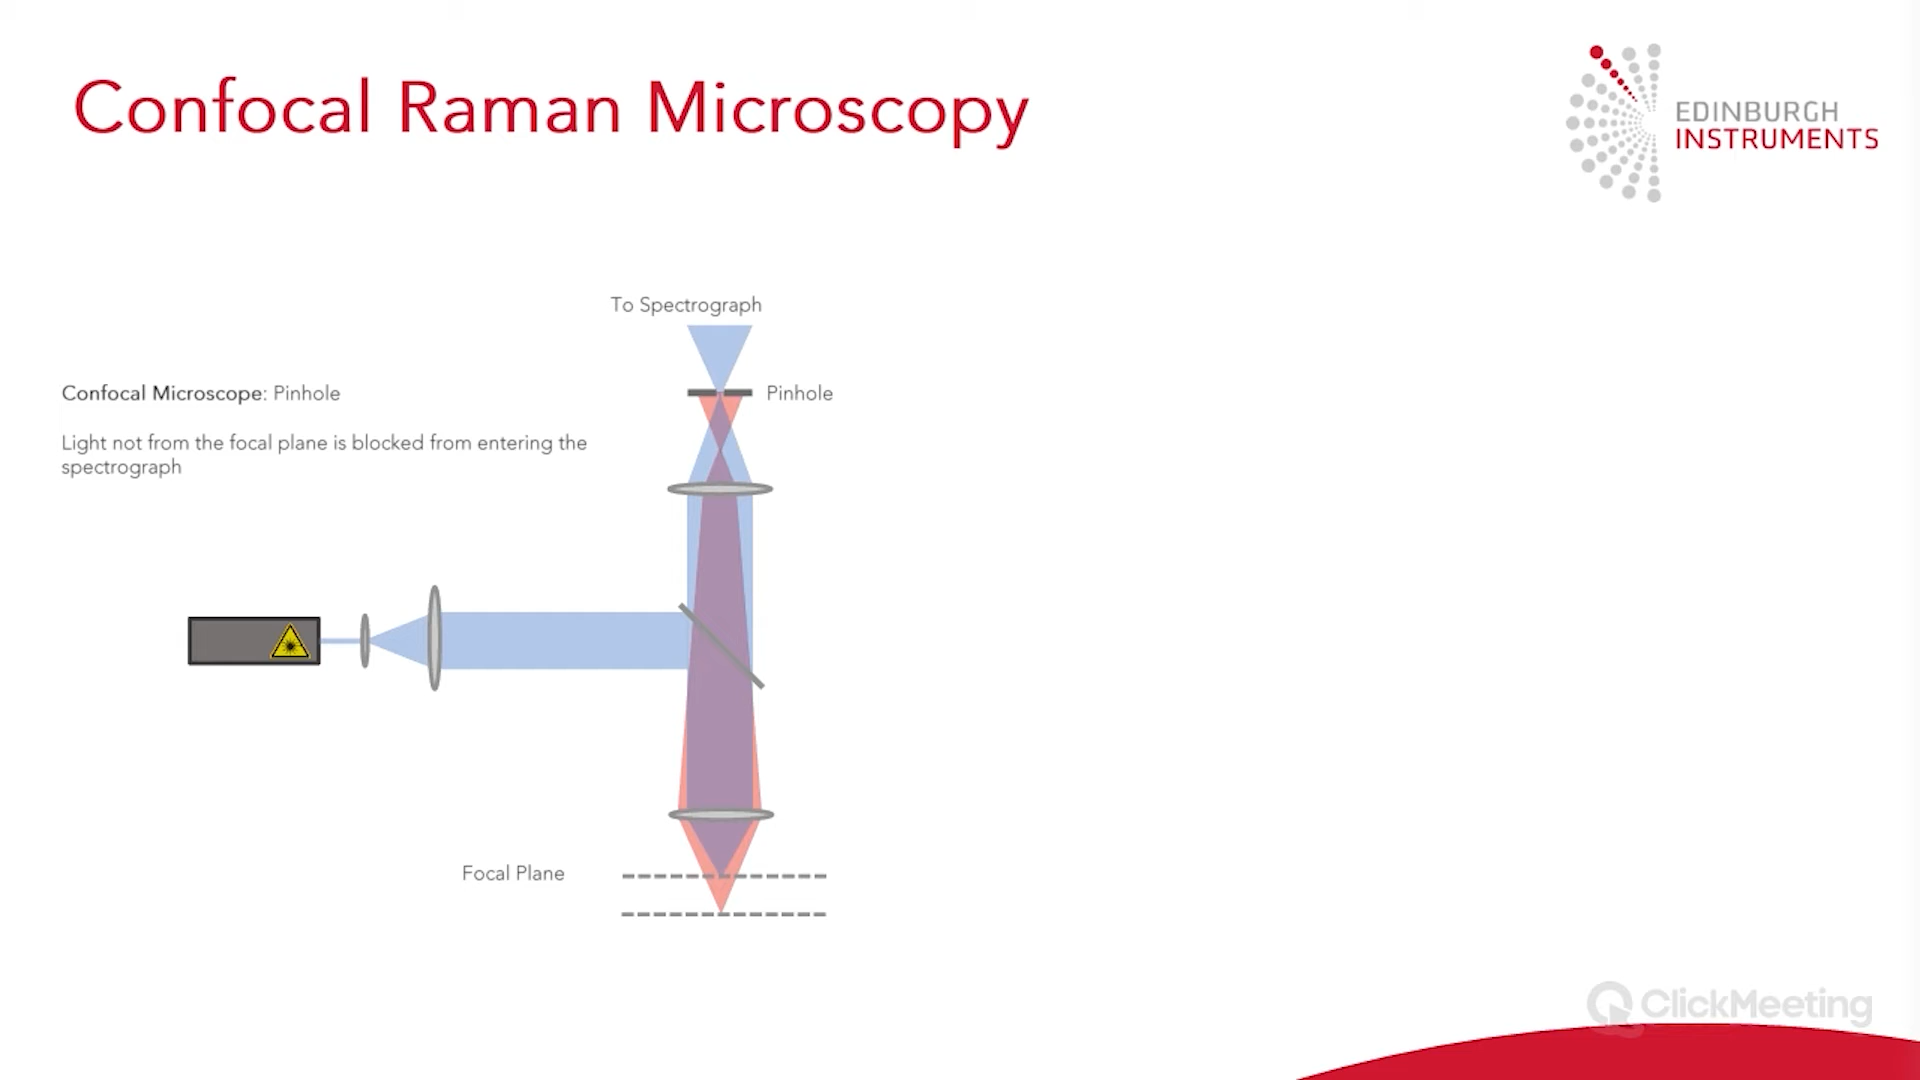 Confocal Raman Microscopy
EDINBURGH
INSTRUMENTS
To Spectrograph
Confocal Microscope: Pinhole
Pinhole
Light not from the focal plane is blocked from entering the
spectrograph
Focal Plane
ClickMeeting